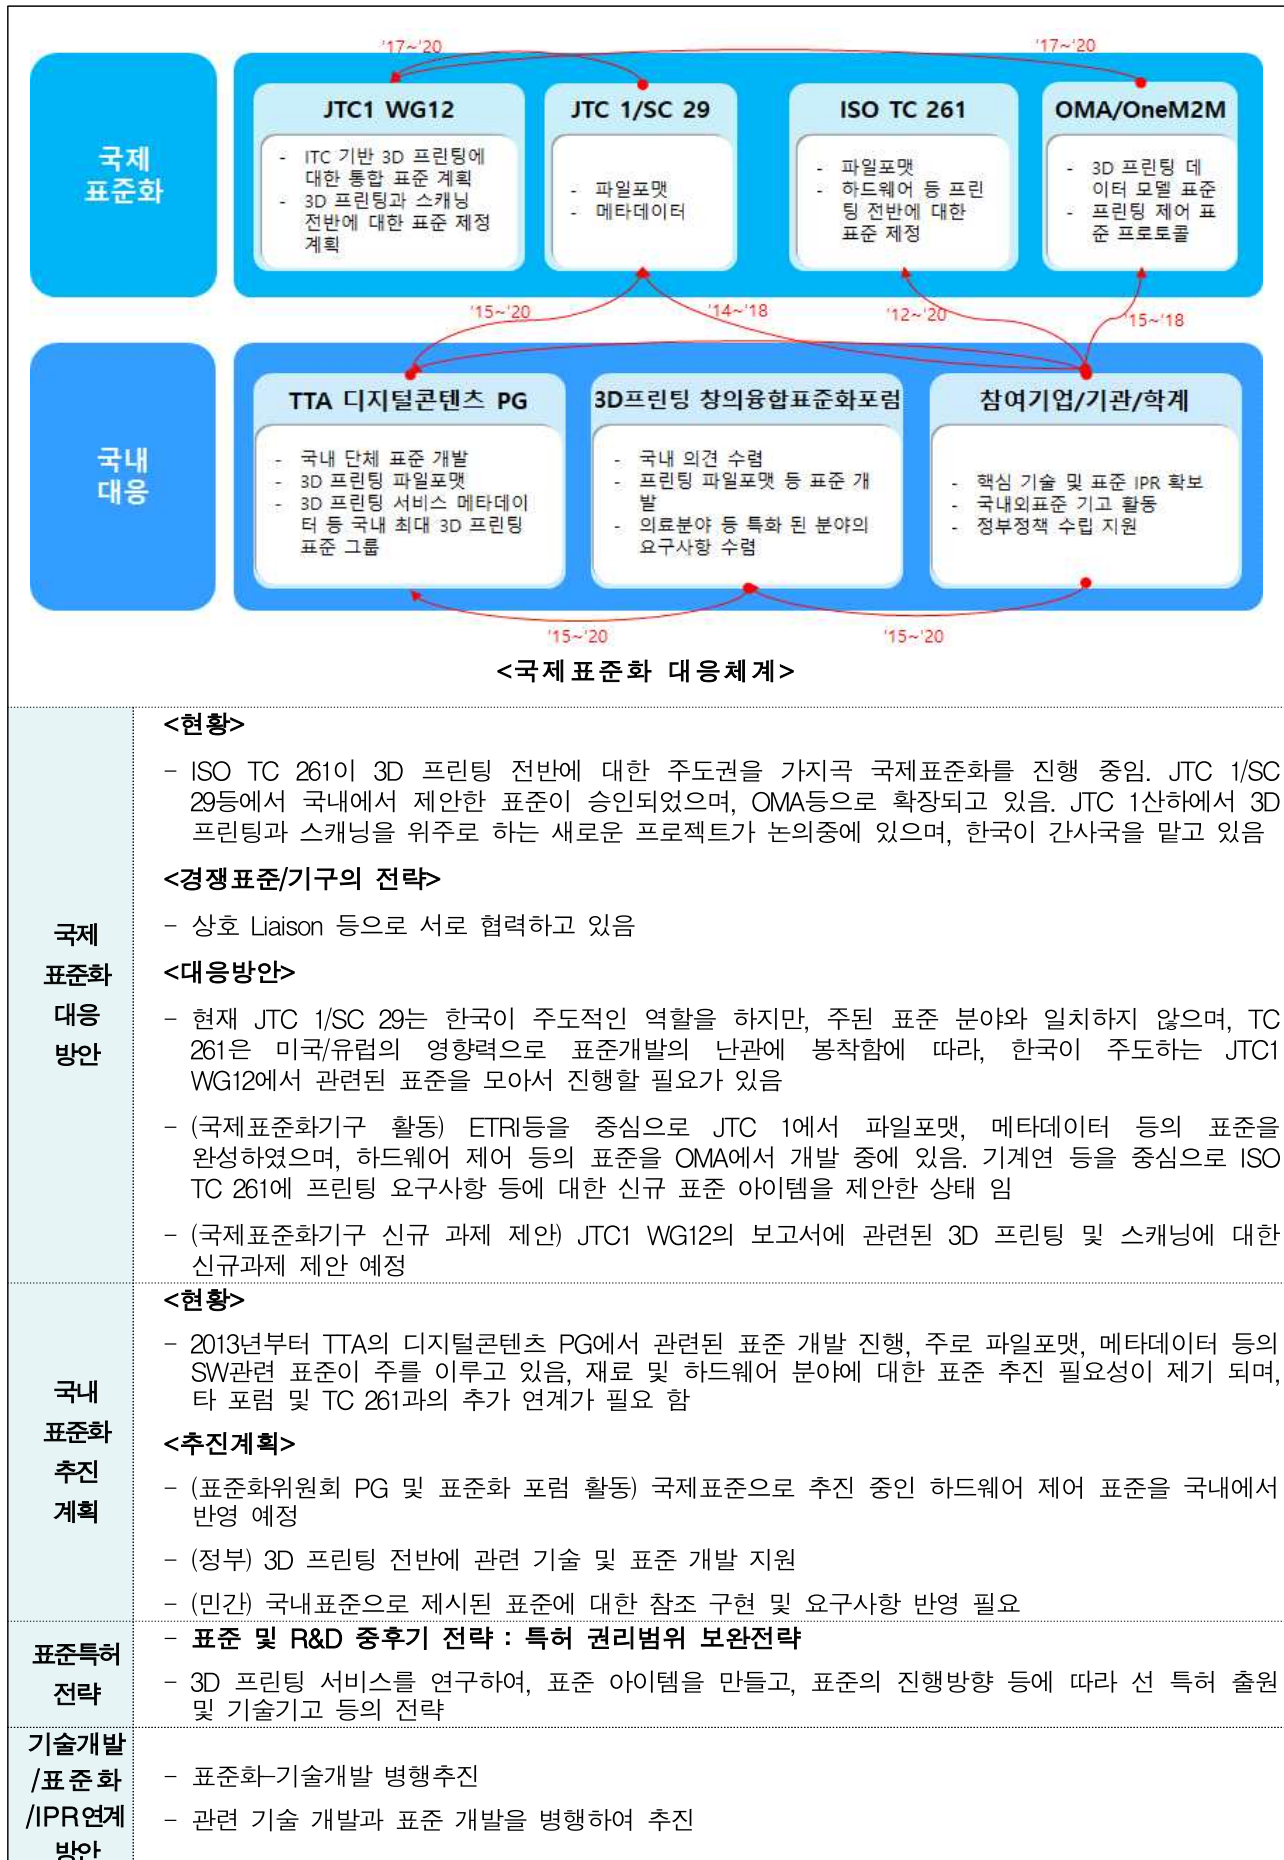 '17~'20
'17~'20
국제
표준화
JTC1 WG12
- ITC 기반 3D 프린팅에
대한 통합 표준 계획
- 3D 프린팅과 스캐닝
전반에 대한 표준 제정
계획
JTC 1/SC 29
- 파일포맷
- 메타데이터
ISO TC 261
- 파일포맷
- 하드웨어 등 프린
팅 전반에 대한
표준 제정
OMA/OneM2M
- 3D 프린팅 데
이터 모델 표준
- 프린팅 제어 표
준 프로토콜
'15~'20
'14~'18
'12~'20
'15~'18
국내
대응
TTA 디지털콘텐츠 PG
- 국내 단체 표준 개발
- 3D 프린팅 파일포맷
- 3D 프린팅 서비스 메타데이
터 등 국내 최대 3D 프린팅
표준 그룹
3D프린팅 창의융합표준화포럼
- 국내 의견 수렴
- 프린팅 파일포맷 등 표준 개
발
- 의료분야 등 특화 된 분야의
요구사항 수렴
참여기업/기관/학계
- 핵심 기술 및 표준 IPR 확보
- 국내외표준 기고 활동
- 정부정책 수립 지원
'15~'20
'15~'20
<국제표준화 대응체계>
국제
표준화
대응
방안
<현황>
- ISO TC 261이 3D 프린팅 전반에 대한 주도권을 가지곡 국제표준화를 진행 중임. JTC 1/SC
29등에서 국내에서 제안한 표준이 승인되었으며, OMA등으로 확장되고 있음. JTC 1산하에서 3D
프린팅과 스캐닝을 위주로 하는 새로운 프로젝트가 논의중에 있으며, 한국이 간사국을 맡고 있음
<경쟁표준/기구의 전략>
- 상호 Liaison 등으로 서로 협력하고 있음
<대응방안>
- 현재 JTC 1/SC 29는 한국이 주도적인 역할을 하지만, 주된 표준 분야와 일치하지 않으며, TC
261은 미국/유럽의 영향력으로 표준개발의 난관에 봉착함에 따라, 한국이 주도하는 JTC1
WG12에서 관련된 표준을 모아서 진행할 필요가 있음
- (국제표준화기구 활동) ETRI등을 중심으로 JTC 1에서 파일포맷, 메타데이터 등의 표준을
완성하였으며, 하드웨어 제어 등의 표준을 OMA에서 개발 중에 있음. 기계연 등을 중심으로 ISO
TC 261에 프린팅 요구사항 등에 대한 신규 표준 아이템을 제안한 상태 임
- (국제표준화기구 신규 과제 제안) JTC1 WG12의 보고서에 관련된 3D 프린팅 및 스캐닝에 대한
신규과제 제안 예정
국내
표준화
추진
계획
<현황>
- 2013년부터 TTA의 디지털콘텐츠 PG에서 관련된 표준 개발 진행, 주로 파일포맷, 메타데이터 등의
SW관련 표준이 주를 이루고 있음, 재료 및 하드웨어 분야에 대한 표준 추진 필요성이 제기 되며,
타 포럼 및 TC 261과의 추가 연계가 필요 함
<추진계획>
- (표준화위원회 PG 및 표준화 포럼 활동) 국제표준으로 추진 중인 하드웨어 제어 표준을 국내에서
반영 예정
- (정부) 3D 프린팅 전반에 관련 기술 및 표준 개발 지원
- (민간) 국내표준으로 제시된 표준에 대한 참조 구현 및 요구사항 반영 필요
표준특허
전략
- 표준 및 R&D 중후기 전략 : 특허 권리범위 보완전략
- 3D 프린팅 서비스를 연구하여, 표준 아이템을 만들고, 표준의 진행방향 등에 따라 선 특허 출원
및 기술기고 등의 전략
기술개발
/표준화
/IPR연계
방안
- 표준화-기술개발 병행추진
- 관련 기술 개발과 표준 개발을 병행하여 추진